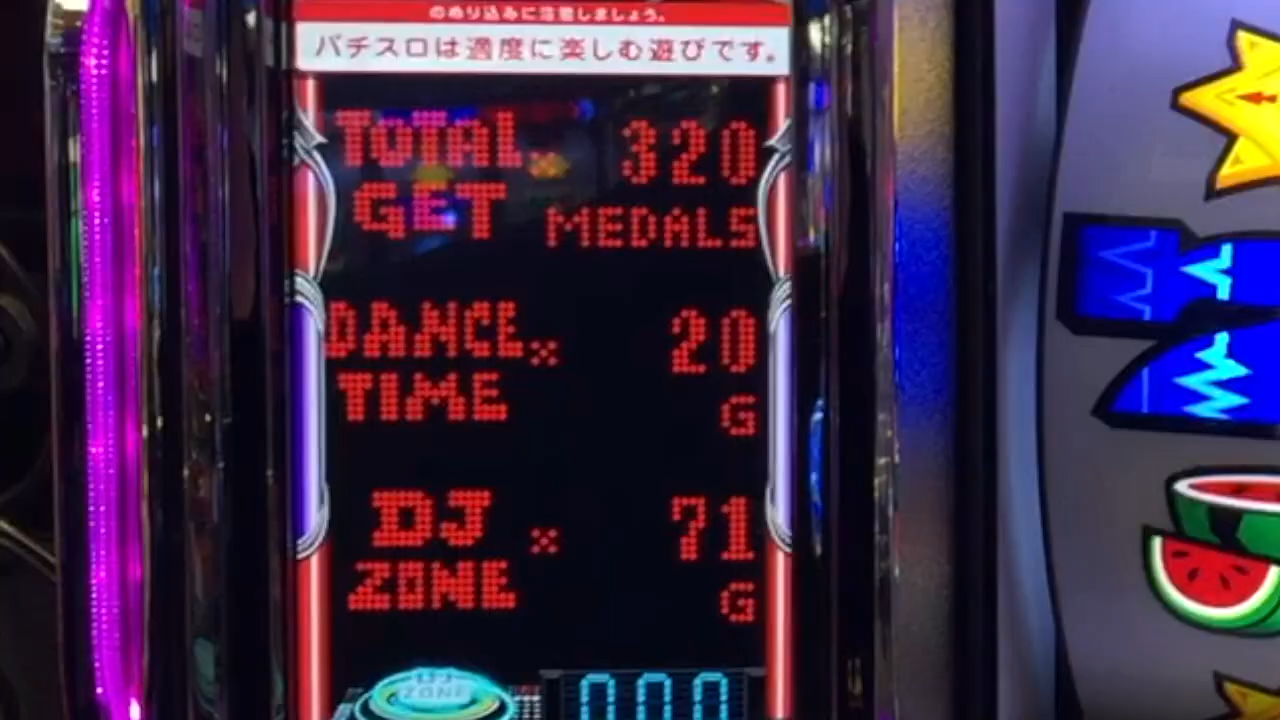 のめり込みに注意しましょう。
パチスロは適度に楽しむ遊びです。
TOTAL × 320
GET MEDALS
DANCE × 20
TIME G
DJ × 71
ZONE G
DJ
ZONE 000